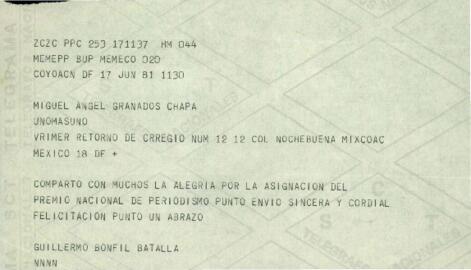 ZCZC PPC 253 171137 HM 044
MEMEPP BUP MEMECO 020
COYOACN DF 17 JUN 81 1130
MIGUEL ANGEL GRANADOS CHAPA
UNOMASUNO
VRIMER RETORNO DE CRREGIO NUM 12 12 COL NOCHEBUENA MIXCOAC
MEXICO 18 DF +
COMPARTO CON MUCHOS LA ALEGRIA POR LA ASIGNACION DEL
PREMIO NACIONAL DE PERIODISMO PUNTO ENVIO SINCERA Y CORDIAL
FELICITACION PUNTO UN ABRAZO
GUILLERMO BONFIL BATALLA
NNNN